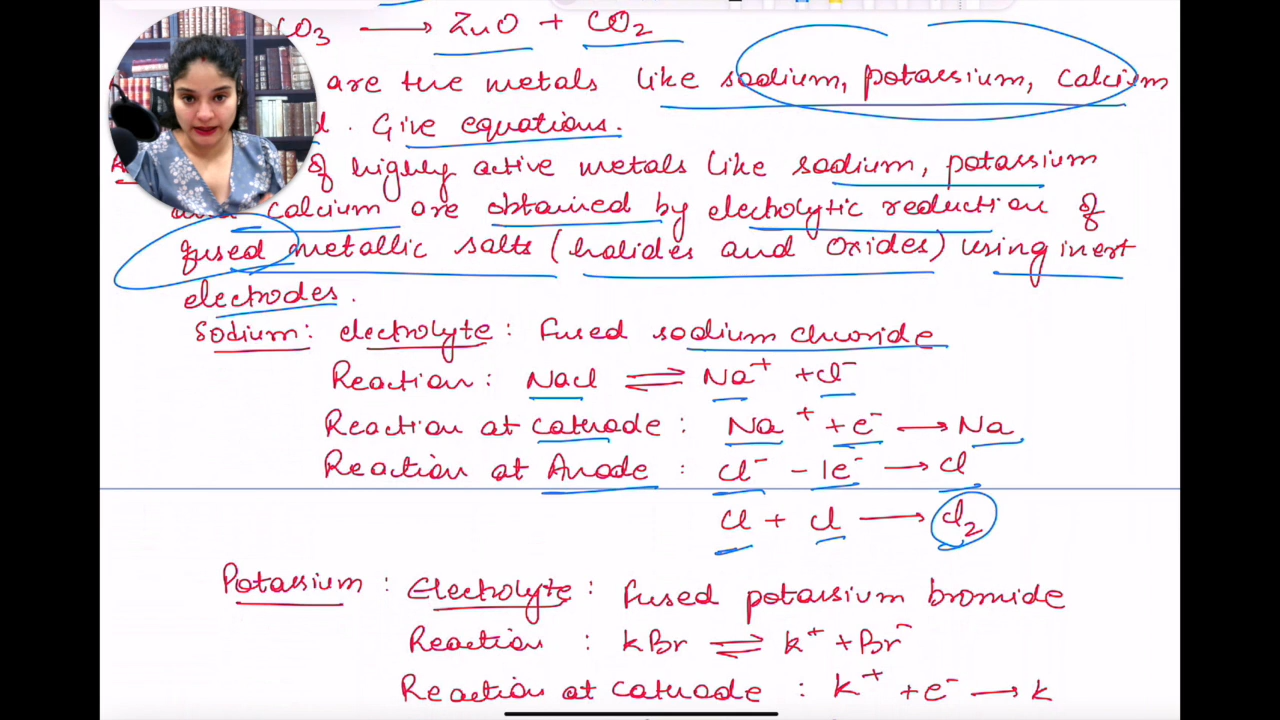 CO3 ⟶ ZnO + CO2
are the metals like sodium, potassium, calcium
d. Give equations.
of highly active metals like sodium, potassium
calcium are obtained by electrolytic reduction of
fused metallic salts (halides and oxides) using inert
electrodes.
Sodium: electrolyte: Fused sodium chloride
Reaction: NaCl ⇌ Na⁺ + Cl⁻
Reaction at cathode: Na⁺ + e⁻ ⟶ Na
Reaction at Anode: Cl⁻ - 1e⁻ ⟶ Cl
Cl + Cl ⟶ Cl2
Potassium: Electrolyte: Fused potassium bromide
Reaction: KBr ⇌ K⁺ + Br⁻
Reaction at cathode: K⁺ + e⁻ ⟶ K